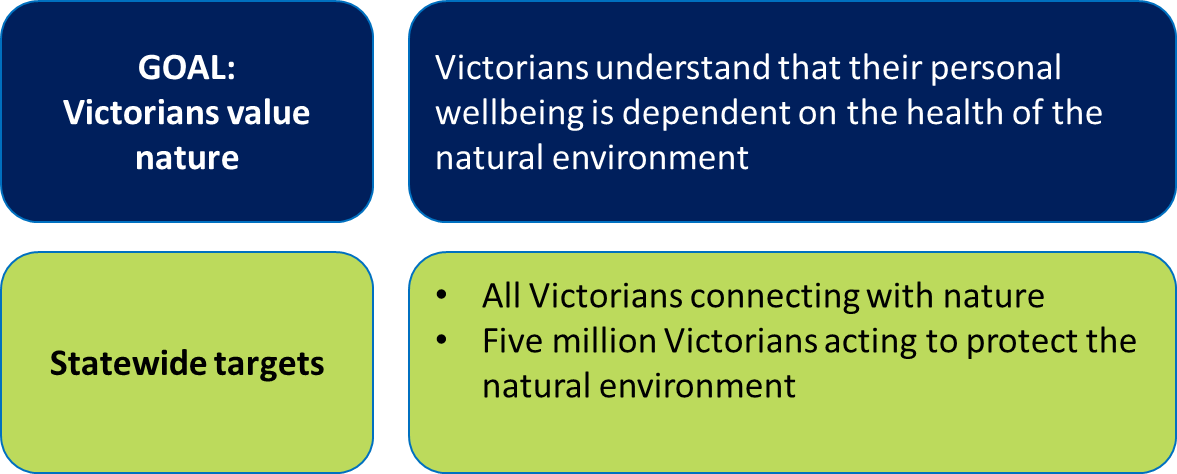 GOAL:
Victorians value
nature
Victorians understand that their personal
wellbeing is dependent on the health of the
natural environment
Statewide targets
• All Victorians connecting with nature
• Five million Victorians acting to protect the
natural environment